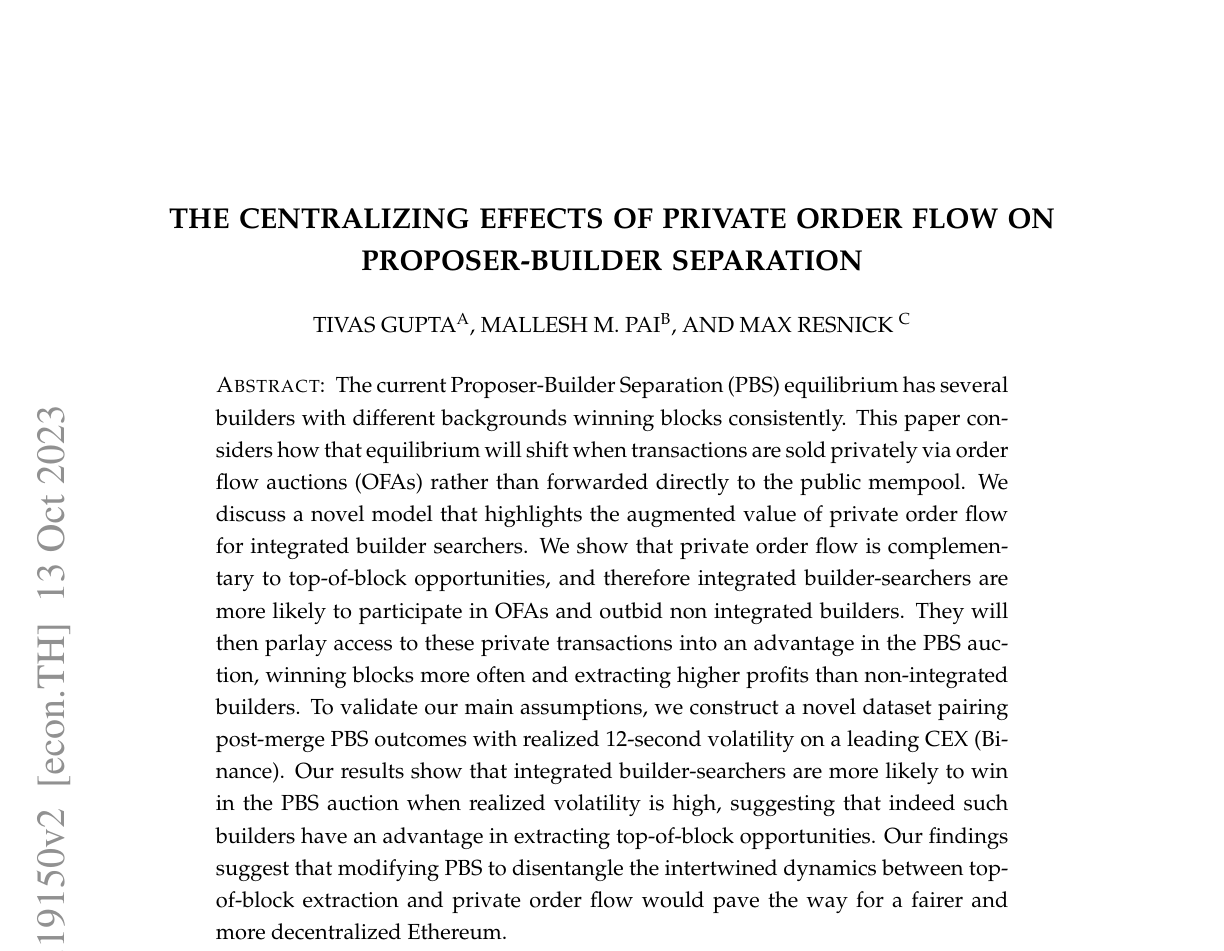 THE CENTRALIZING EFFECTS OF PRIVATE ORDER FLOW ON
PROPOSER-BUILDER SEPARATION
TIVAS GUPTAᴬ, MALLESH M. PAIᴮ, AND MAX RESNICK ᶜ
ABSTRACT: The current Proposer-Builder Separation (PBS) equilibrium has several
builders with different backgrounds winning blocks consistently. This paper con-
siders how that equilibrium will shift when transactions are sold privately via order
flow auctions (OFAs) rather than forwarded directly to the public mempool. We
discuss a novel model that highlights the augmented value of private order flow
for integrated builder searchers. We show that private order flow is complemen-
tary to top-of-block opportunities, and therefore integrated builder-searchers are
more likely to participate in OFAs and outbid non integrated builders. They will
then parlay access to these private transactions into an advantage in the PBS auc-
tion, winning blocks more often and extracting higher profits than non-integrated
builders. To validate our main assumptions, we construct a novel dataset pairing
post-merge PBS outcomes with realized 12-second volatility on a leading CEX (Bi-
nance). Our results show that integrated builder-searchers are more likely to win
in the PBS auction when realized volatility is high, suggesting that indeed such
builders have an advantage in extracting top-of-block opportunities. Our findings
suggest that modifying PBS to disentangle the intertwined dynamics between top-
of-block extraction and private order flow would pave the way for a fairer and
more decentralized Ethereum.
19150v2 [econ.TH] 13 Oct 2023